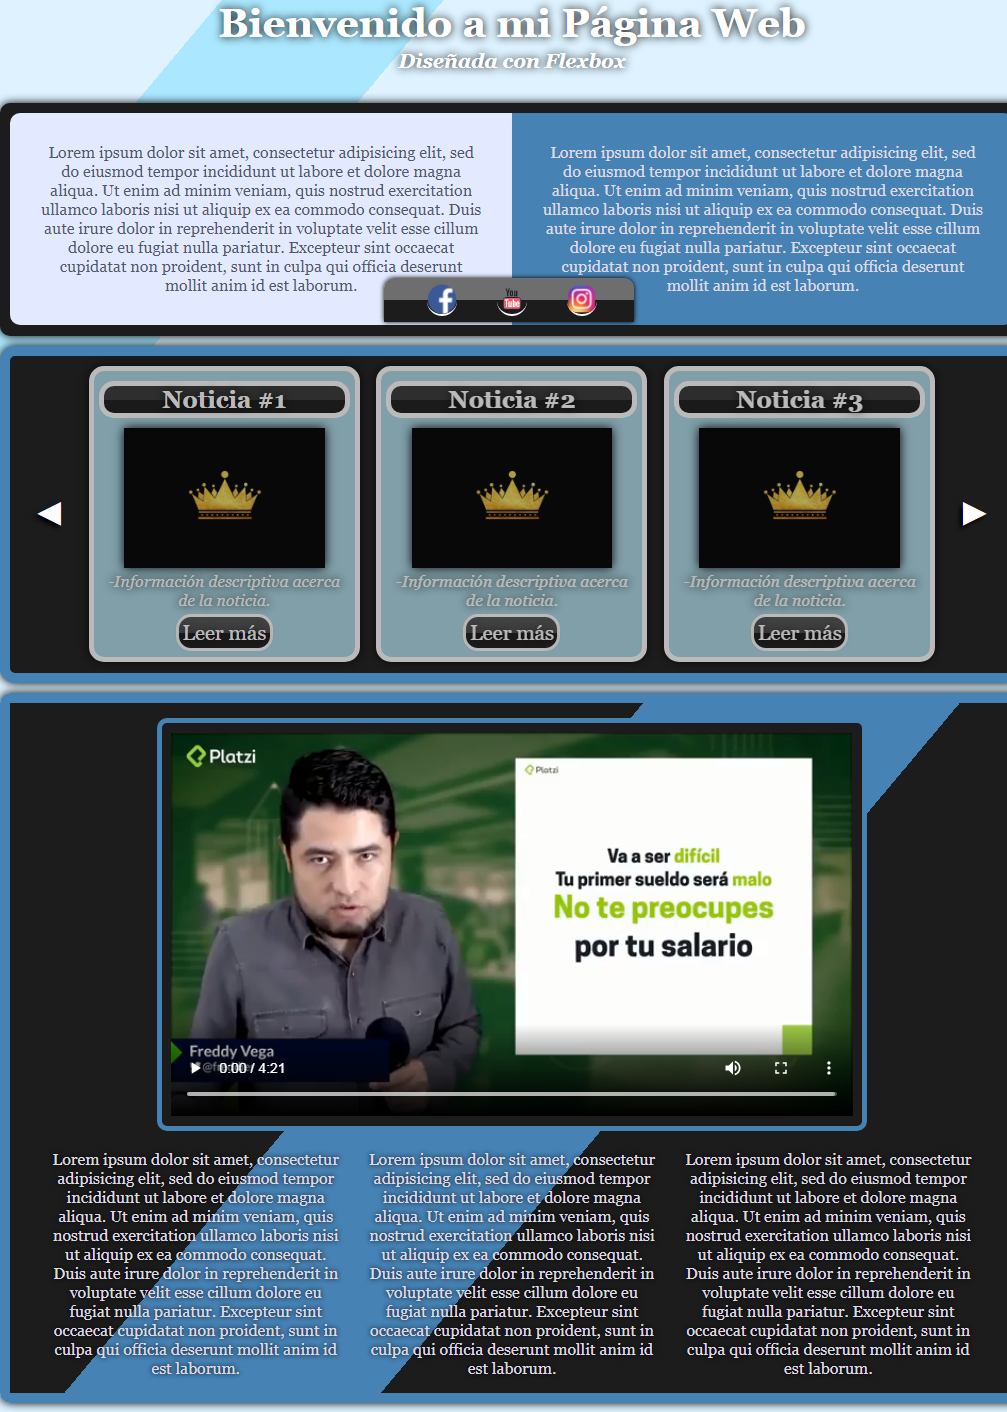 Bienvenido a mi Página Web
Diseñada con Flexbox
Lorem ipsum dolor sit amet, consectetur adipisicing elit, sed
do eiusmod tempor incididunt ut labore et dolore magna
aliqua. Ut enim ad minim veniam, quis nostrud exercitation
ullamco laboris nisi ut aliquip ex ea commodo consequat. Duis
aute irure dolor in reprehenderit in voluptate velit esse cillum
dolore eu fugiat nulla pariatur. Excepteur sint occaecat
cupidatat non proident, sunt in culpa qui officia deserunt
mollit anim id est laborum.
Lorem ipsum dolor sit amet, consectetur adipisicing elit, sed
do eiusmod tempor incididunt ut labore et dolore magna
aliqua. Ut enim ad minim veniam, quis nostrud exercitation
ullamco laboris nisi ut aliquip ex ea commodo consequat. Duis
aute irure dolor in reprehenderit in voluptate velit esse cillum
dolore eu fugiat nulla pariatur. Excepteur sint occaecat
cupidatat non proident, sunt in culpa qui officia deserunt
mollit anim id est laborum.
You
Tube
Noticia #1
-Información descriptiva acerca
de la noticia.
Leer más
Noticia #2
-Información descriptiva acerca
de la noticia.
Leer más
Noticia #3
-Información descriptiva acerca
de la noticia.
Leer más
Platzi
Platzi
Va a ser difícil
Tu primer sueldo será malo
No te preocupes
por tu salario
Freddy Vega
0:00 / 4:21
Lorem ipsum dolor sit amet, consectetur
adipisicing elit, sed do eiusmod tempor
incididunt ut labore et dolore magna
aliqua. Ut enim ad minim veniam, quis
nostrud exercitation ullamco laboris nisi
ut aliquip ex ea commodo consequat.
Duis aute irure dolor in reprehenderit in
voluptate velit esse cillum dolore eu
fugiat nulla pariatur. Excepteur sint
occaecat cupidatat non proident, sunt in
culpa qui officia deserunt mollit anim id
est laborum.
Lorem ipsum dolor sit amet, consectetur
adipisicing elit, sed do eiusmod tempor
incididunt ut labore et dolore magna
aliqua. Ut enim ad minim veniam, quis
nostrud exercitation ullamco laboris nisi
ut aliquip ex ea commodo consequat.
Duis aute irure dolor in reprehenderit in
voluptate velit esse cillum dolore eu
fugiat nulla pariatur. Excepteur sint
occaecat cupidatat non proident, sunt in
culpa qui officia deserunt mollit anim id
est laborum.
Lorem ipsum dolor sit amet, consectetur
adipisicing elit, sed do eiusmod tempor
incididunt ut labore et dolore magna
aliqua. Ut enim ad minim veniam, quis
nostrud exercitation ullamco laboris nisi
ut aliquip ex ea commodo consequat.
Duis aute irure dolor in reprehenderit in
voluptate velit esse cillum dolore eu
fugiat nulla pariatur. Excepteur sint
occaecat cupidatat non proident, sunt in
culpa qui officia deserunt mollit anim id
est laborum.